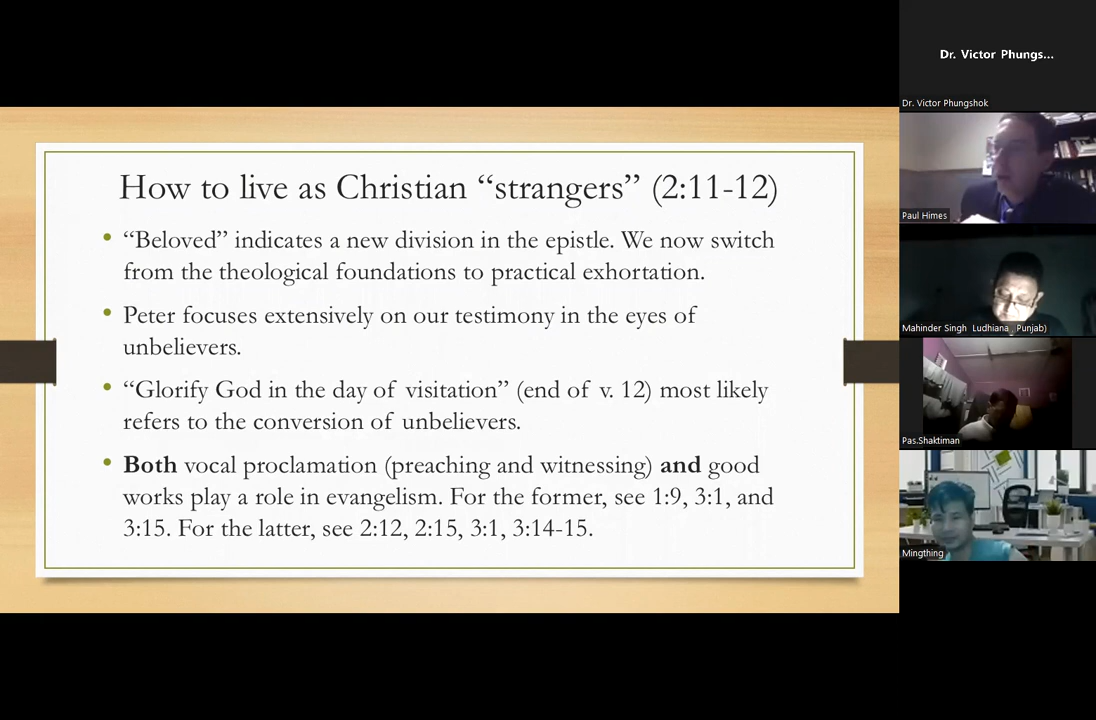 How to live as Christian “strangers” (2:11-12)
• “Beloved” indicates a new division in the epistle. We now switch
from the theological foundations to practical exhortation.
• Peter focuses extensively on our testimony in the eyes of
unbelievers.
• “Glorify God in the day of visitation” (end of v. 12) most likely
refers to the conversion of unbelievers.
• Both vocal proclamation (preaching and witnessing) and good
works play a role in evangelism. For the former, see 1:9, 3:1, and
3:15. For the latter, see 2:12, 2:15, 3:1, 3:14-15.
Dr. Victor Phungs...
Dr. Victor Phungshok
Paul Himes
Mahinder Singh Ludhiana , Punjab)
Pas.Shaktiman
Mingthing